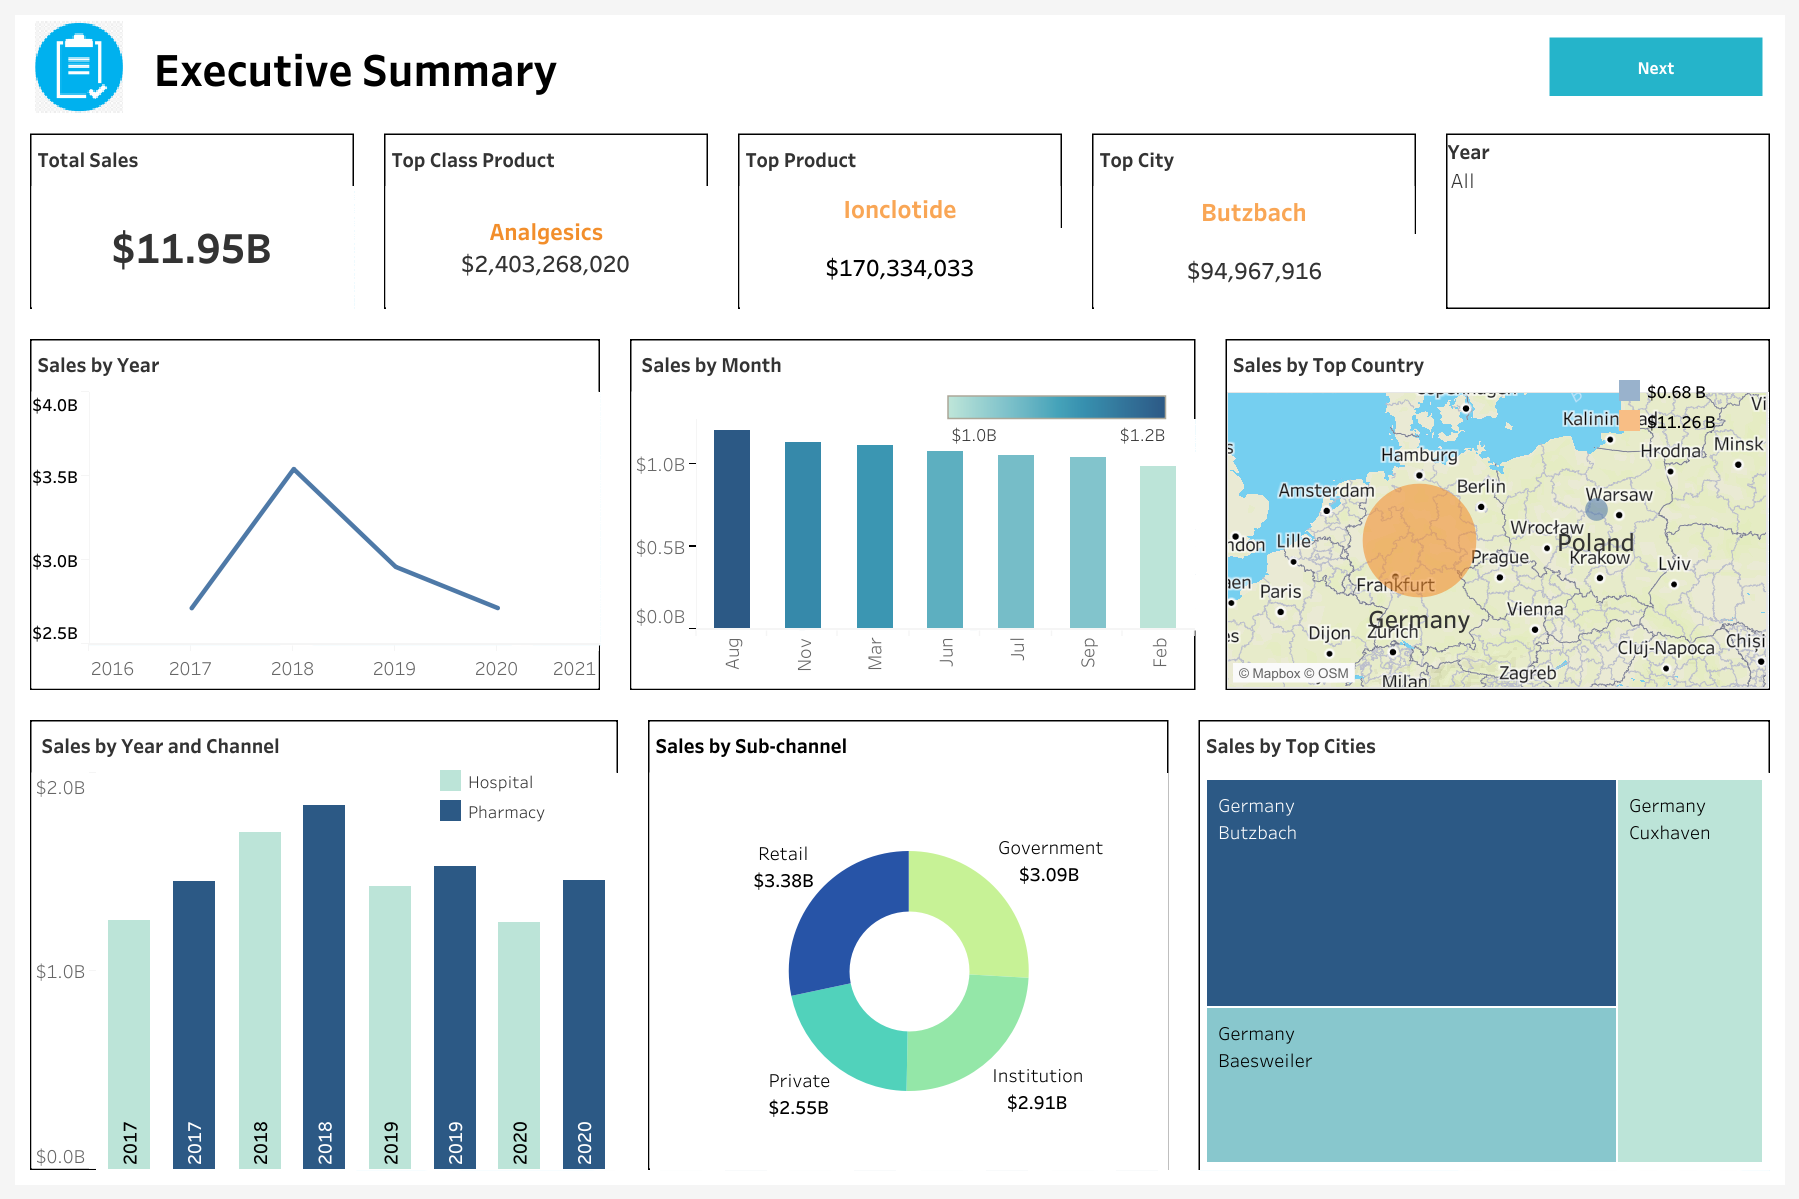 Executive Summary
Next
Total Sales
$11.95B
Top Class Product
Analgesics
$2,403,268,020
Top Product
Ionclotide
$170,334,033
Top City
Butzbach
$94,967,916
Year
All
Sales by Year
$4.0B
$3.5B
$3.0B
$2.5B
2016
2017
2018
2019
2020
2021
Sales by Month
$1.0B
$1.2B
$1.0B
$0.5B
$0.0B
Aug
Nov
Mar
Jun
Jul
Sep
Feb
Sales by Top Country
$0.68 B
$11.26 B
Vi
Minsk
Hrodna
Hamburg
Amsterdam
Berlin
Warsaw
Wrocław
Poland
ndon
Lille
Prague
Krakow
Lviv
en
Paris
Frankfurt
Germany
Vienna
es
Dijon
Zurich
Cluj-Napoca
Chisi
Milan
Zagreb
© Mapbox © OSM
Sales by Year and Channel
Hospital
Pharmacy
$2.0B
$1.0B
$0.0B
2017
2017
2018
2018
2019
2019
2020
2020
Sales by Sub-channel
Retail
$3.38B
Government
$3.09B
Private
$2.55B
Institution
$2.91B
Sales by Top Cities
Germany
Butzbach
Germany
Cuxhaven
Germany
Baesweiler